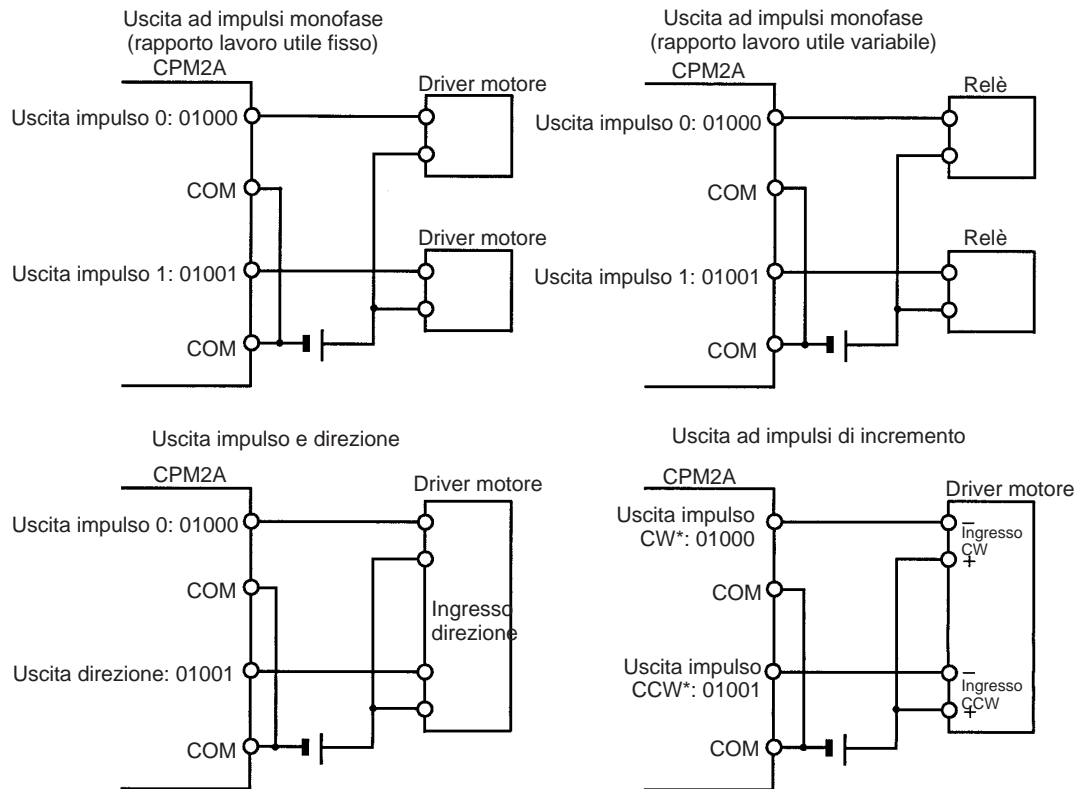 Uscita ad impulsi monofase
(rapporto lavoro utile fisso)
CPM2A
Driver motore
Uscita impulso 0: 01000
COM
Driver motore
Uscita impulso 1: 01001
COM
Uscita ad impulsi monofase
(rapporto lavoro utile variabile)
CPM2A
Relè
Uscita impulso 0: 01000
COM
Relè
Uscita impulso 1: 01001
COM
Uscita impulso e direzione
CPM2A
Driver motore
Uscita impulso 0: 01000
COM
Ingresso
direzione
Uscita direzione: 01001
COM
Uscita ad impulsi di incremento
CPM2A
Driver motore
Uscita impulso
CW*: 01000
–
Ingresso
CW
+
COM
Uscita impulso
CCW*: 01001
–
Ingresso
CCW
+
COM